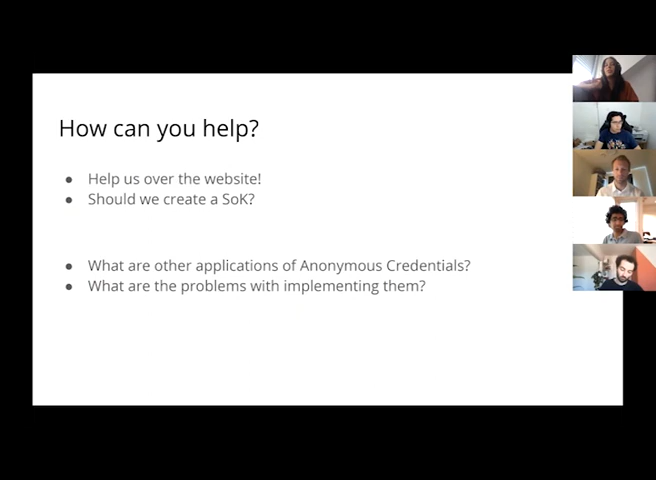 How can you help?
● Help us over the website!
● Should we create a SoK?
● What are other applications of Anonymous Credentials?
● What are the problems with implementing them?